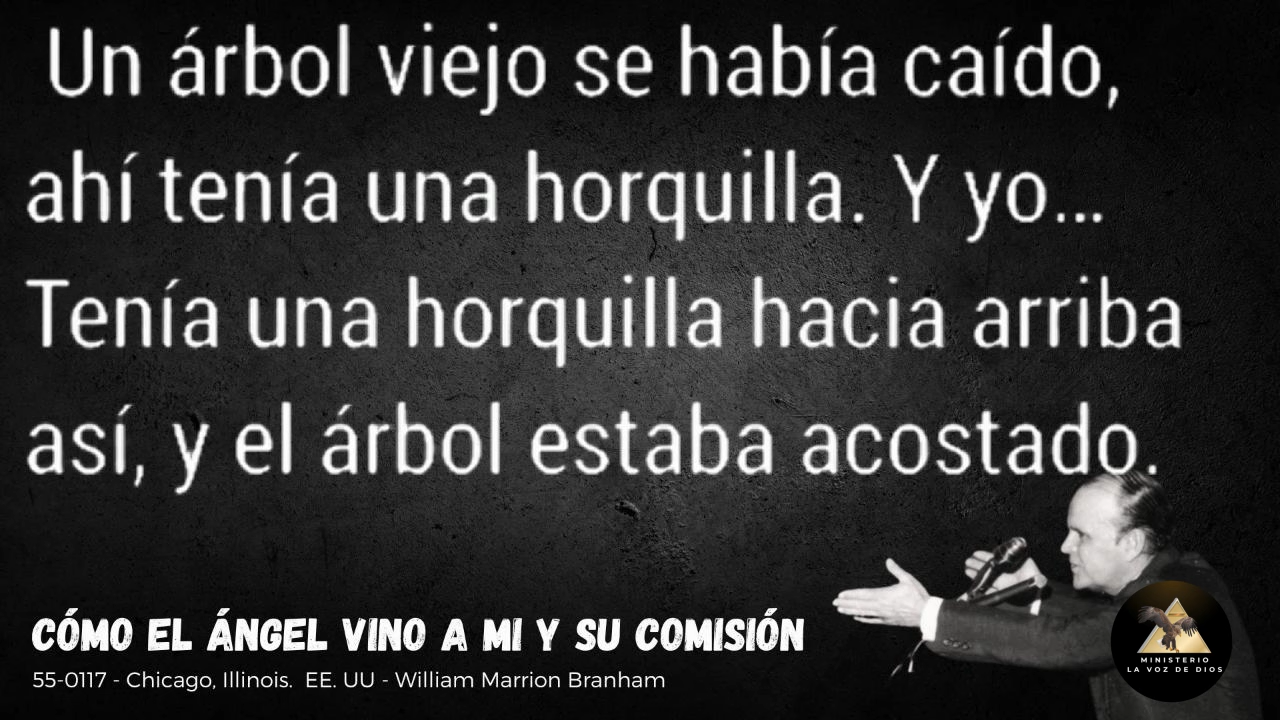 Un árbol viejo se había caído,
ahí tenía una horquilla. Y yo...
Tenía una horquilla hacia arriba
así, y el árbol estaba acostado.
CÓMO EL ÁNGEL VINO A MI Y SU COMISIÓN
55-0117 - Chicago, Illinois. EE. UU - William Marrion Branham
MINISTERIO
LA VOZ DE DIOS